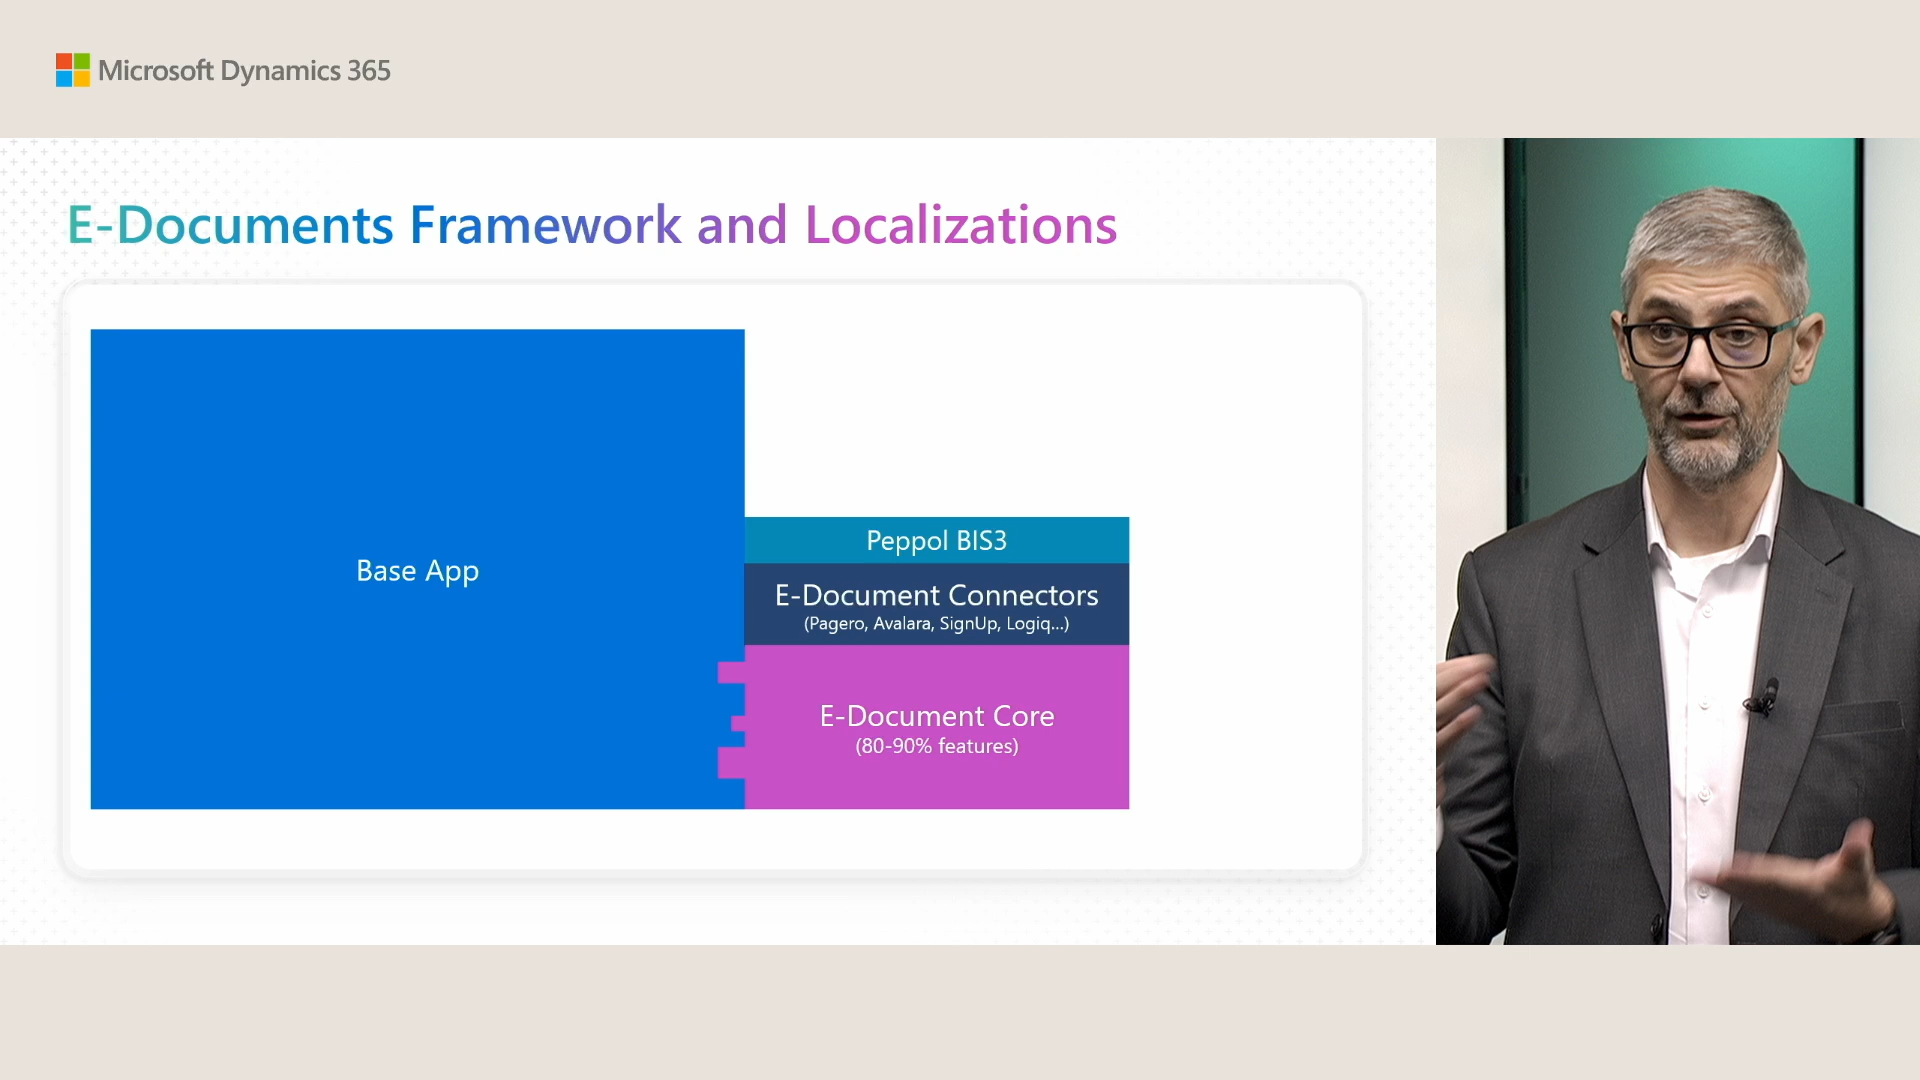 Microsoft Dynamics 365
E-Documents Framework and Localizations
Base App
Peppol BIS3
E-Document Connectors
(Pagero, Avalara, SignUp, Logiq...)
E-Document Core
(80-90% features)